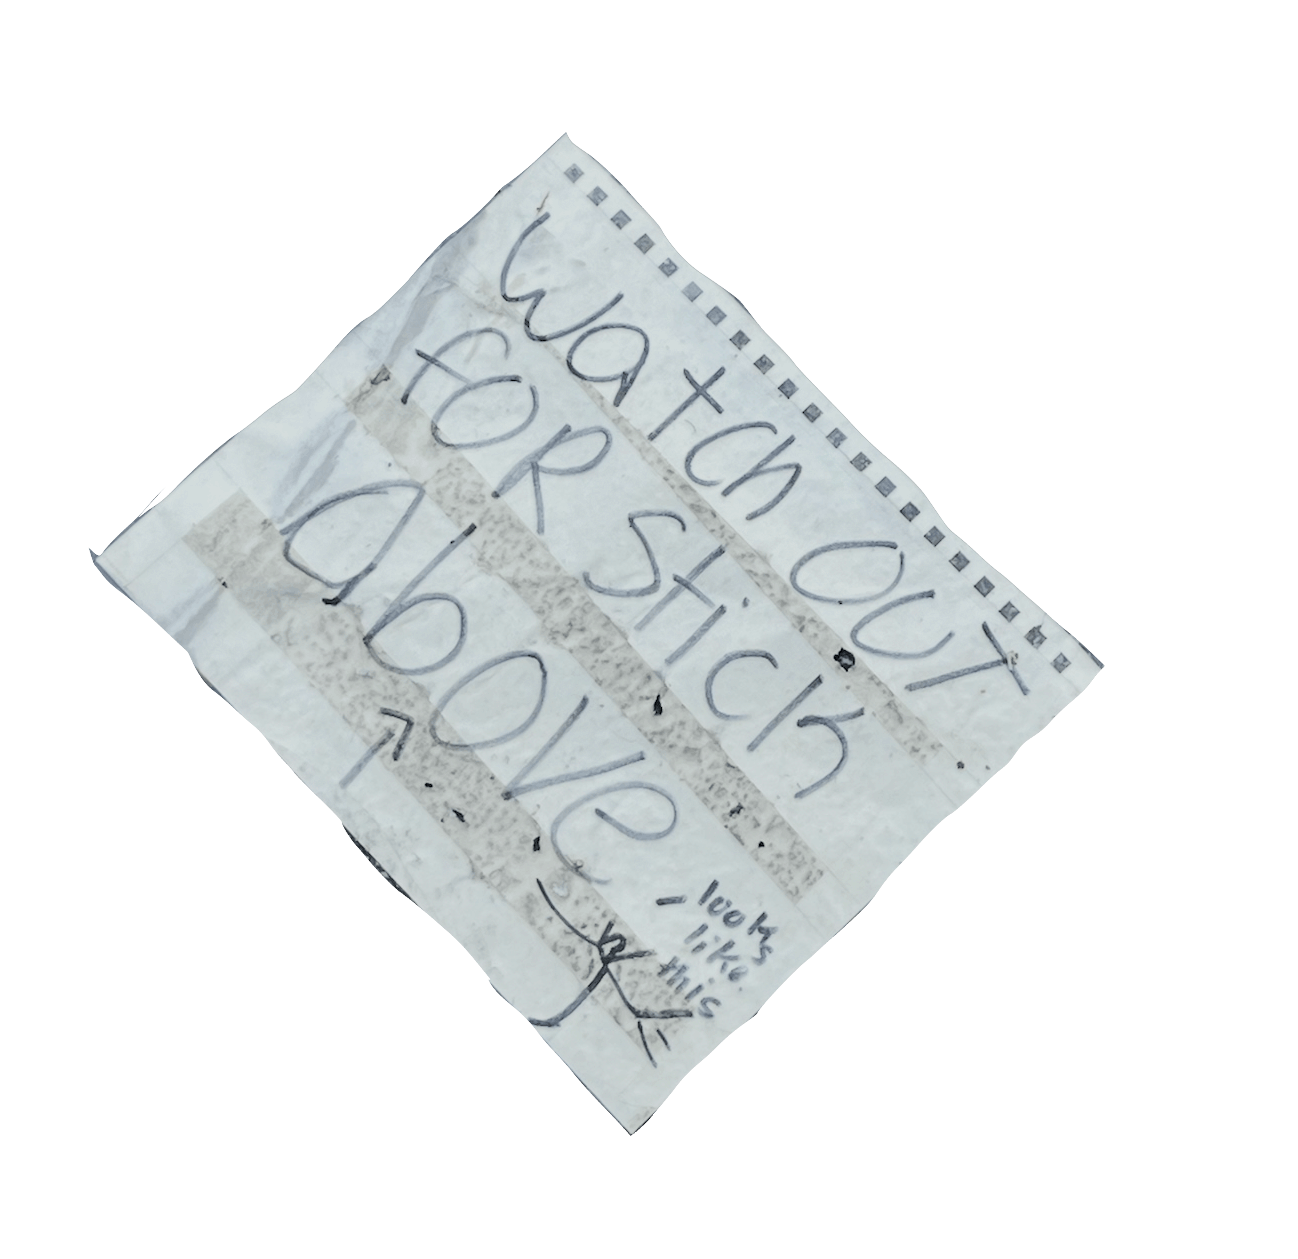 Watch OUT
fOR Stick
Above
- looks
like
this